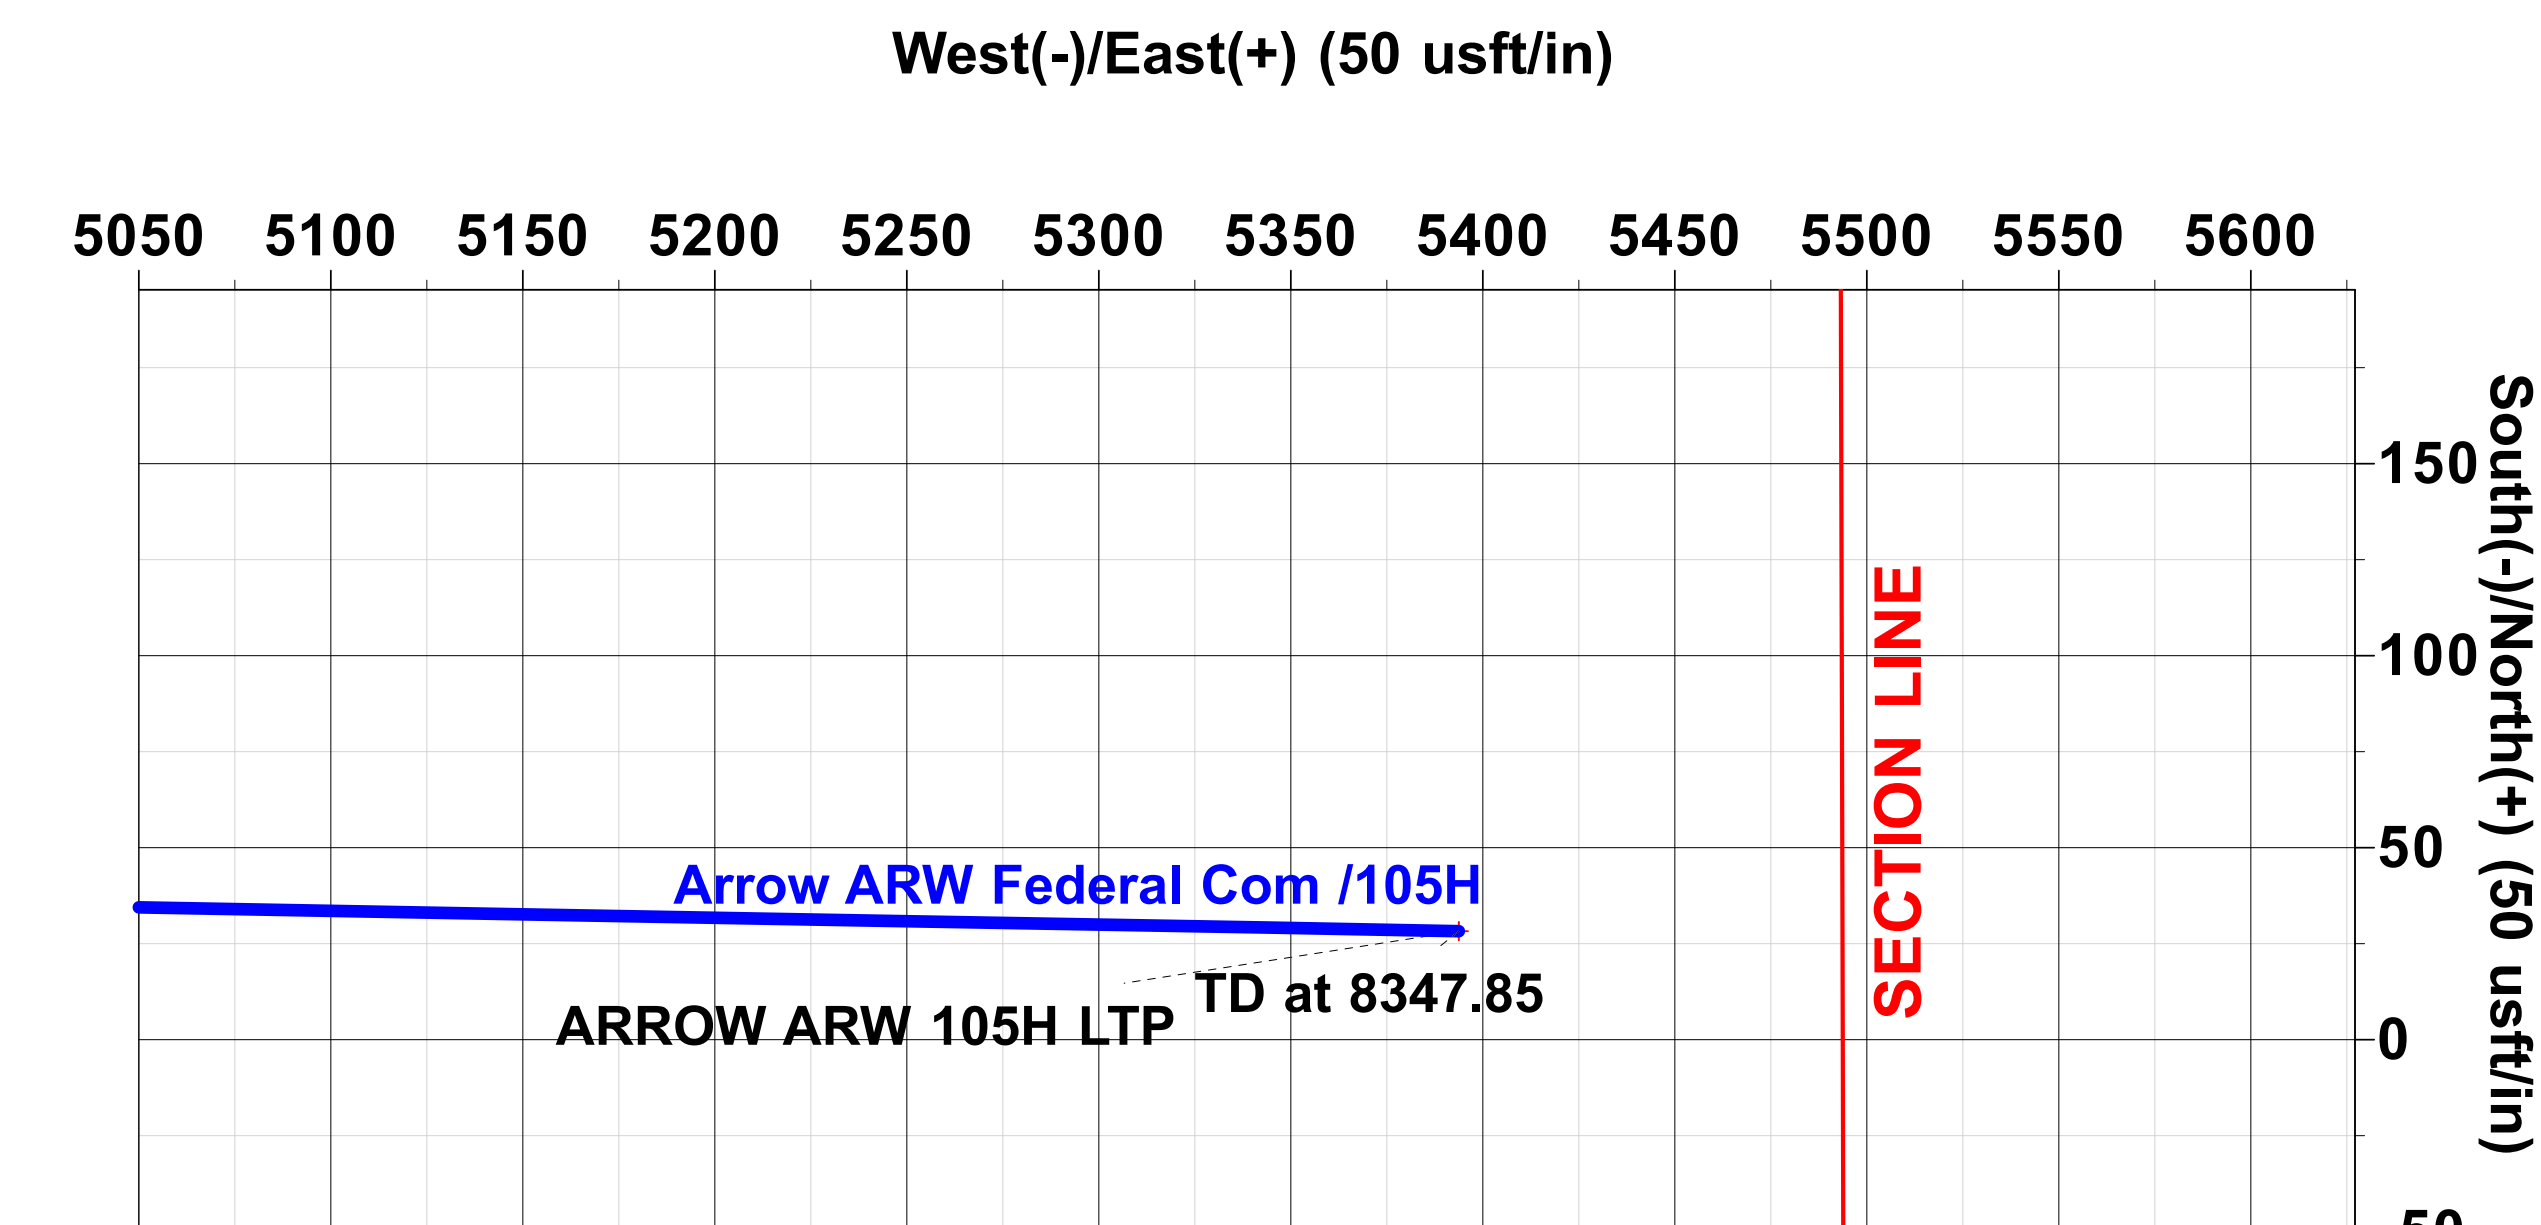 West(-)/East(+) (50 usft/in)
5050 5100 5150 5200 5250 5300 5350 5400 5450 5500 5550 5600
South(-)/North(+) (50 usft/in)
150
100
50
0
SECTION LINE
Arrow ARW Federal Com /105H
TD at 8347.85
ARROW ARW 105H LTP